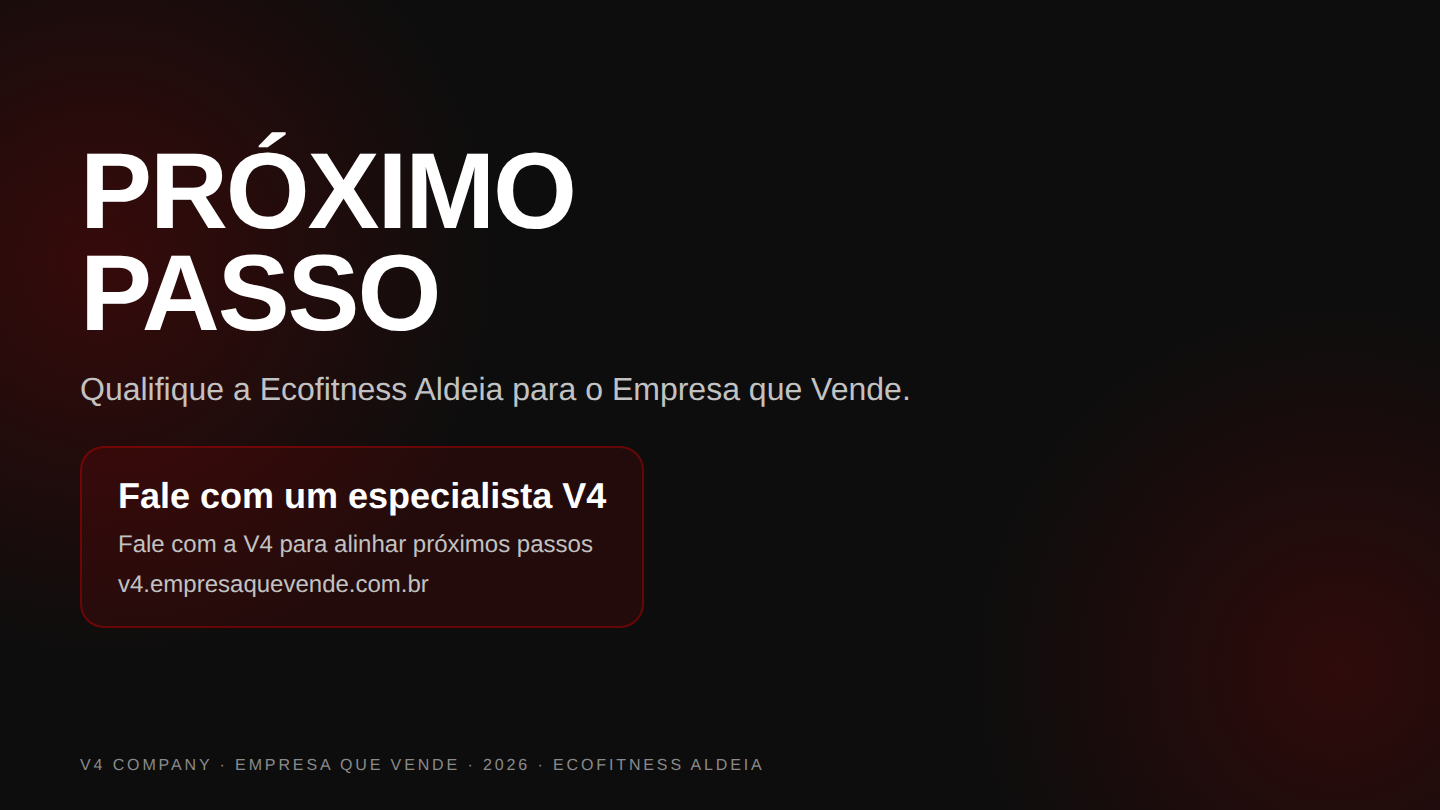 PRÓXIMO
PASSO
Qualifique a Ecofitness Aldeia para o Empresa que Vende.
Fale com um especialista V4
Fale com a V4 para alinhar próximos passos
v4.empresaquevende.com.br
V4 COMPANY · EMPRESA QUE VENDE · 2026 · ECOFITNESS ALDEIA